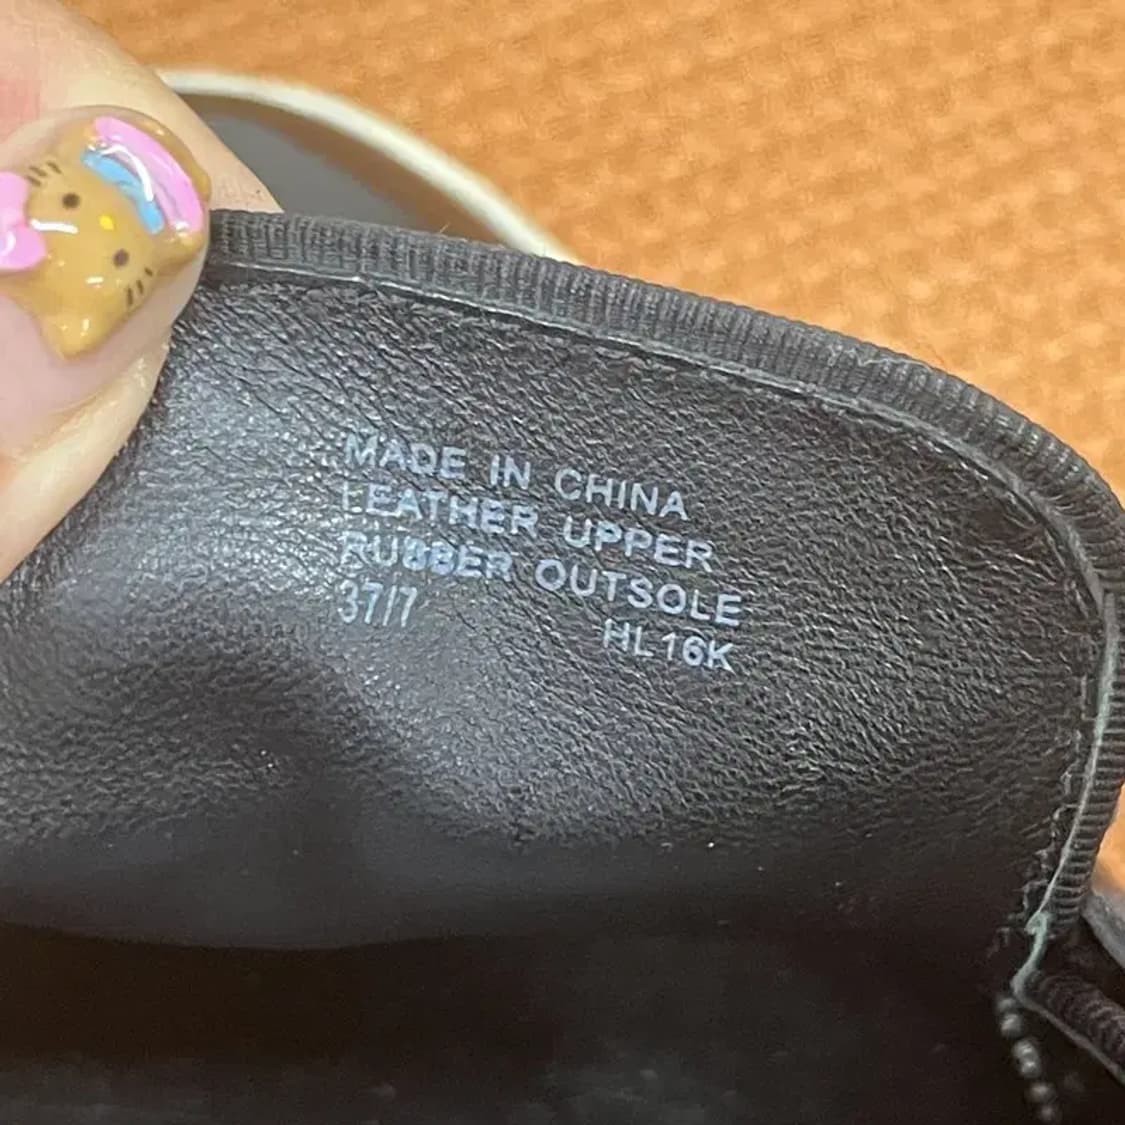 MADE IN CHINA
LEATHER UPPER
RUBBER OUTSOLE
37/7 HL16K